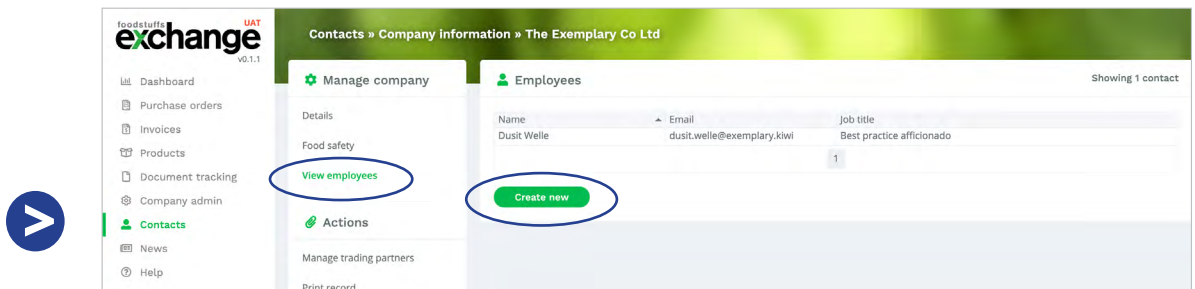 foodstuffs UAT
exchange
v0.1.1
Contacts » Company information » The Exemplary Co Ltd
Dashboard
Purchase orders
Invoices
Products
Document tracking
Company admin
Contacts
News
Help
Manage company
Details
Food safety
View employees
Actions
Manage trading partners
Print record
Employees
Showing 1 contact
Name Email Job title
Dusit Welle dusit.welle@exemplary.kiwi Best practice afficionado
1
Create new